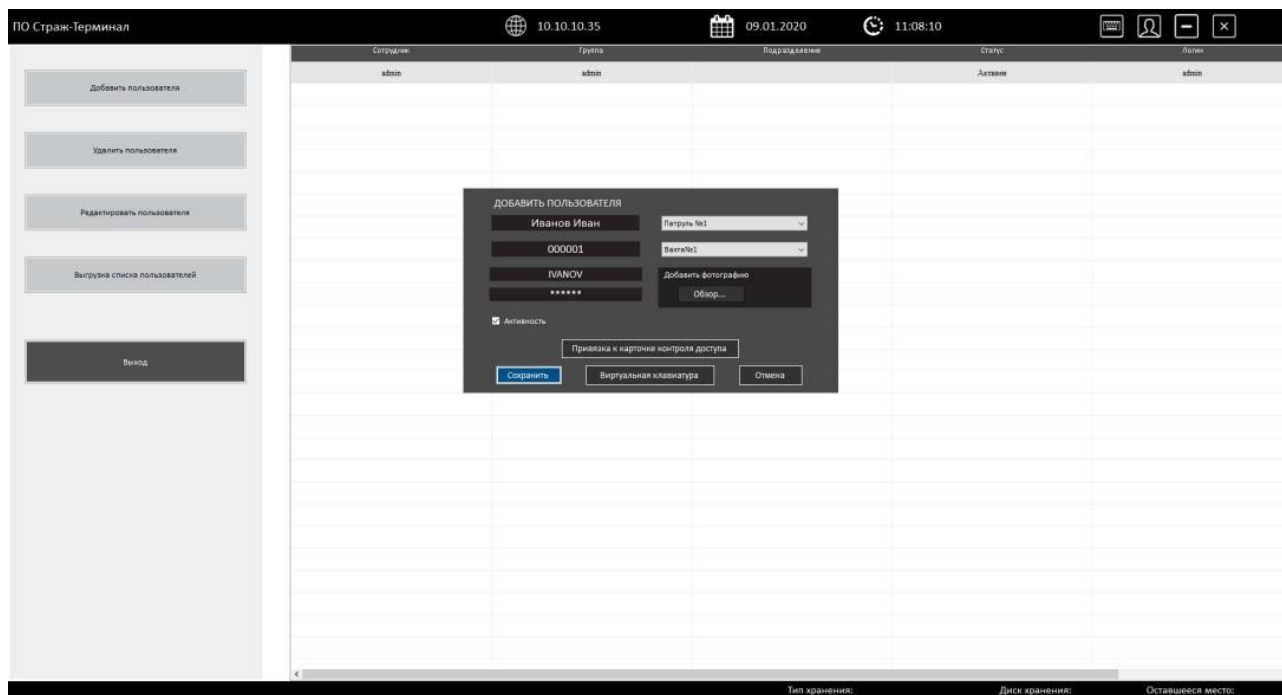 ПО Страж-Терминал 10.10.10.35 09.01.2020 11:08:10
Сотрудник Группа Подразделение Статус Логин
admin admin Активен admin
Добавить пользователя
Удалить пользователя
Редактировать пользователя
Выгрузка списка пользователей
Выход
ДОБАВИТЬ ПОЛЬЗОВАТЕЛЯ
Иванов Иван Патруль №1
000001 Вахта№1
IVANOV Добавить фотографию
****** Обзор...
Активность
Привязка к карточке контроля доступа
Сохранить Виртуальная клавиатура Отмена
Тип хранения: Диск хранения: Оставшееся место: